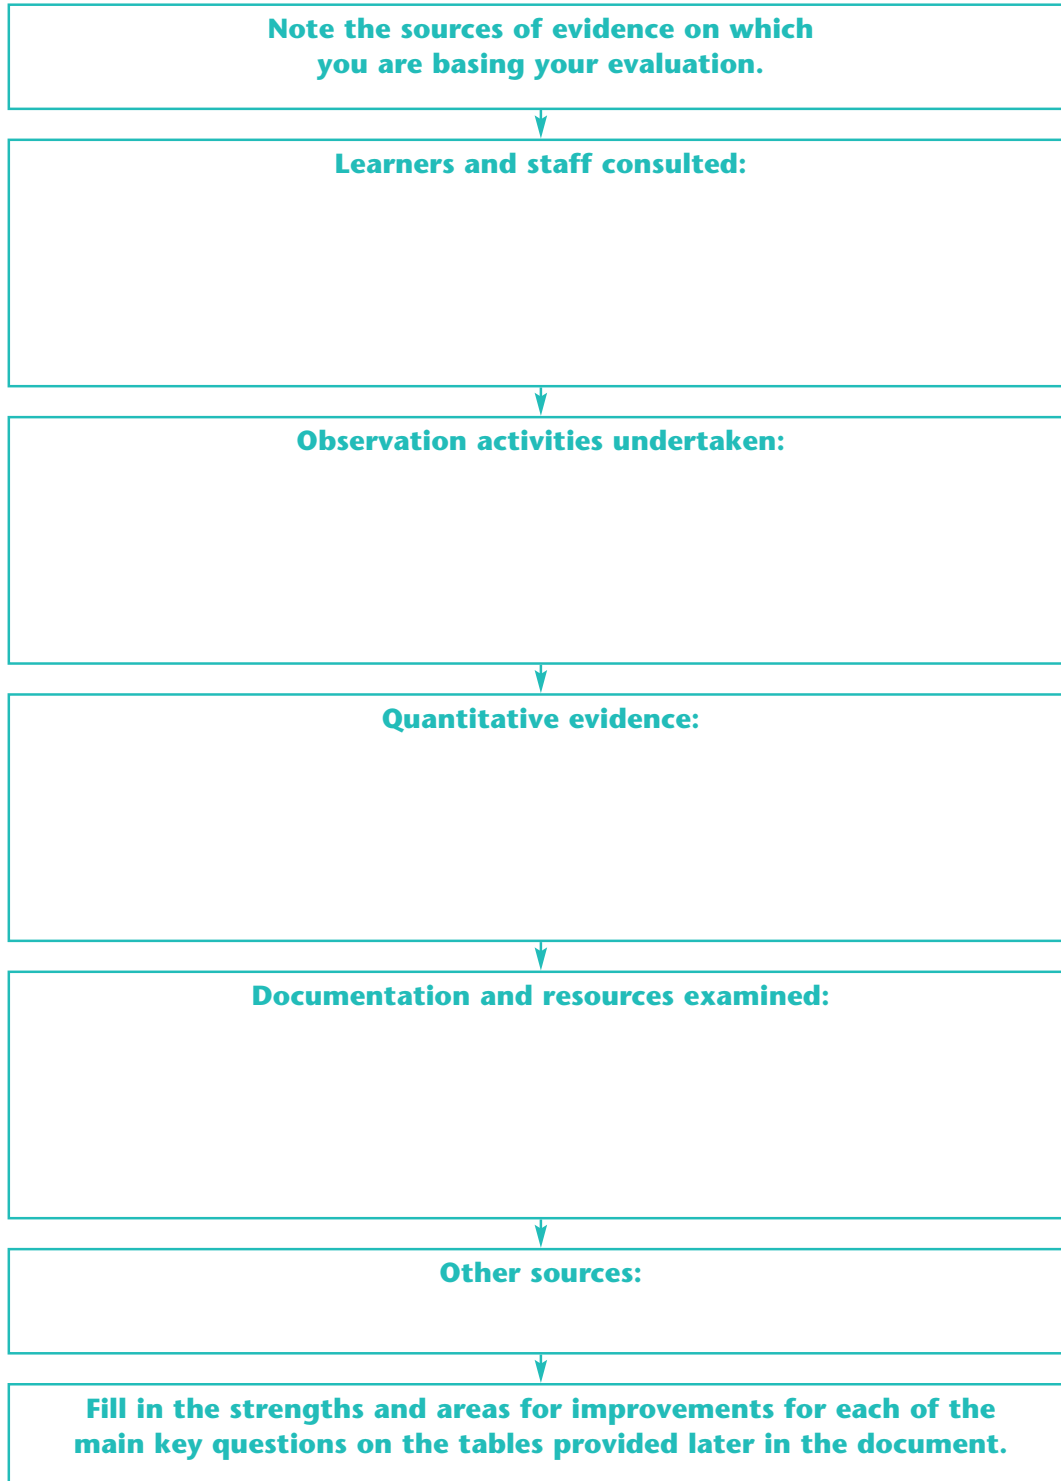 Note the sources of evidence on which
you are basing your evaluation.
Learners and staff consulted:
Observation activities undertaken:
Quantitative evidence:
Documentation and resources examined:
Other sources:
Fill in the strengths and areas for improvements for each of the
main key questions on the tables provided later in the document.